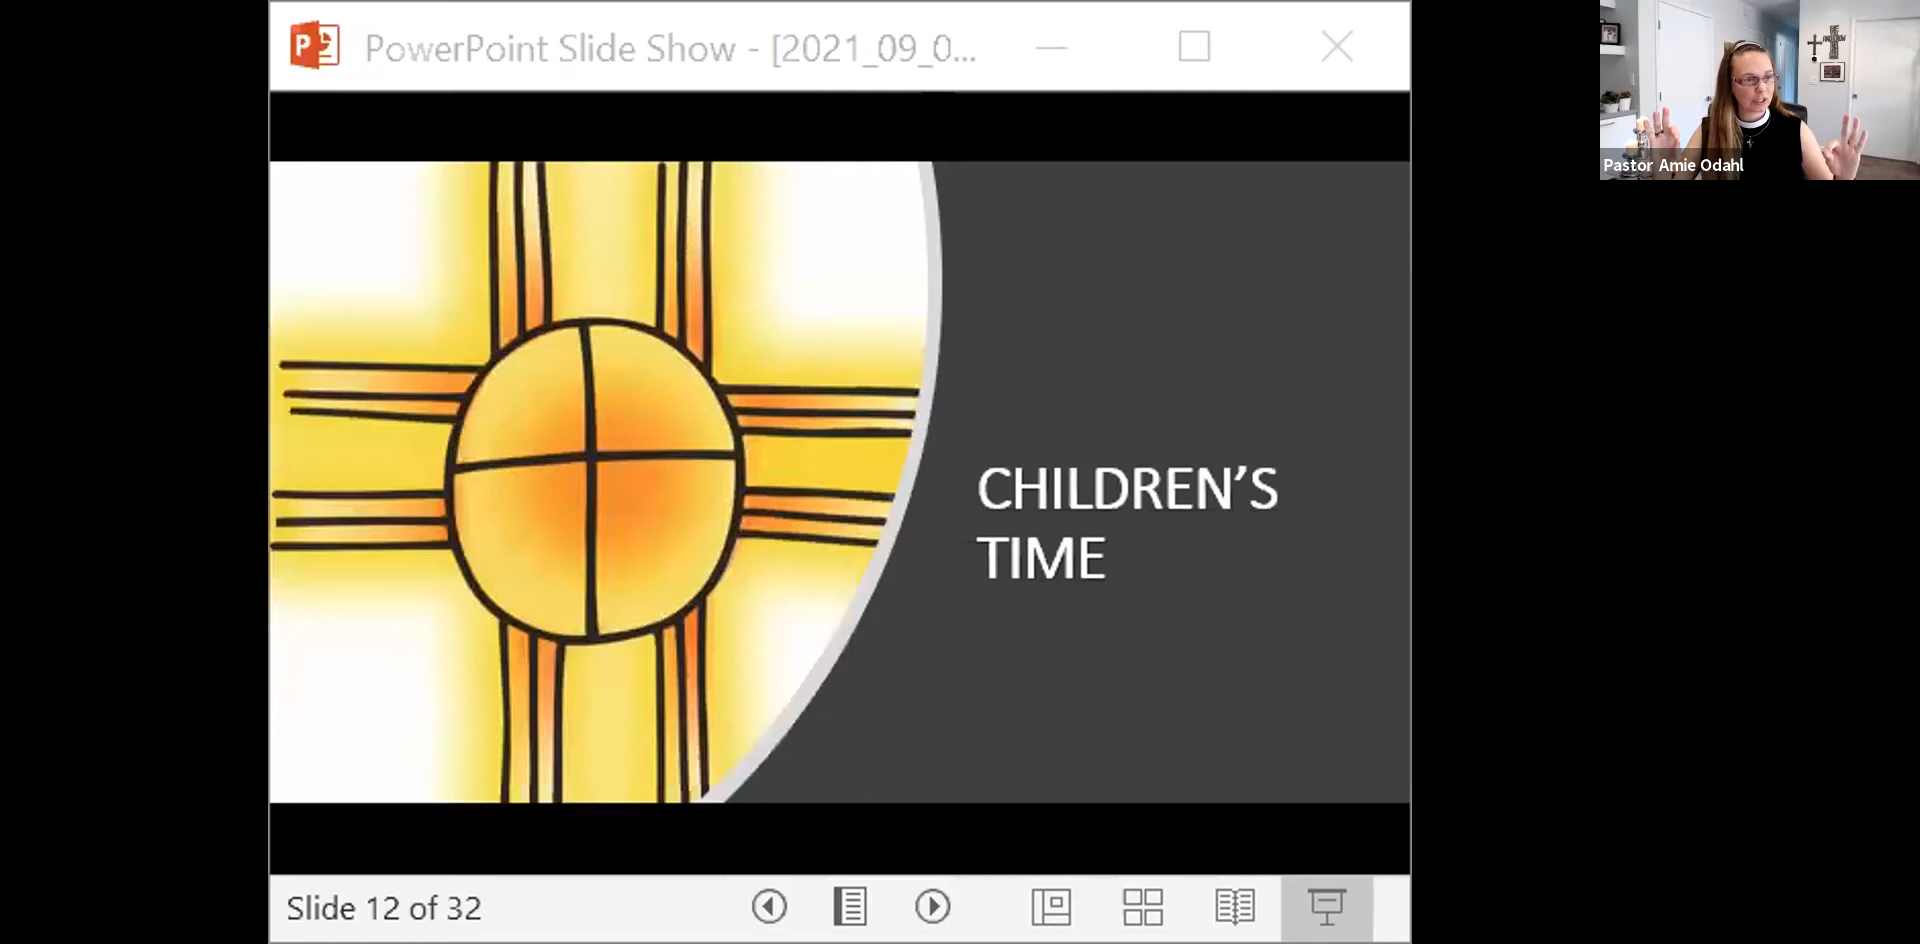 PowerPoint Slide Show - [2021_09_0...
Pastor Amie Odahl
CHILDREN'S
TIME
Slide 12 of 32